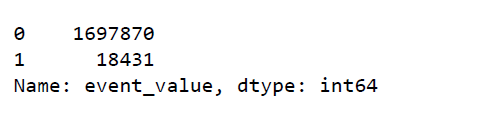 0    1697870
1      18431
Name: event_value, dtype: int64